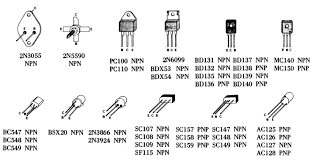 2N3055
NPN
2N5590
NPN
PC100 NPN
PC110 NPN
2N6099
BDX53 NPN
BDX54 NPN
BD131 NPN
BD132 NPN
BD135 NPN
BD136 PNP
BD137 NPN
BD138 PNP
BD139 NPN
BD140 PNP
MC140 NPN
MC150 PNP
BC547 NPN
BC548 NPN
BC549 NPN
BSX20 NPN
2N3866 NPN
2N3924 NPN
SC107 NPN
SC108 NPN
SC109 NPN
SF115 NPN
SC157 PNP
SC158 PNP
SC159 PNP
SC147 NPN
SC148 NPN
SC149 NPN
AC125 PNP
AC126 PNP
AC127 NPN
AC128 PNP